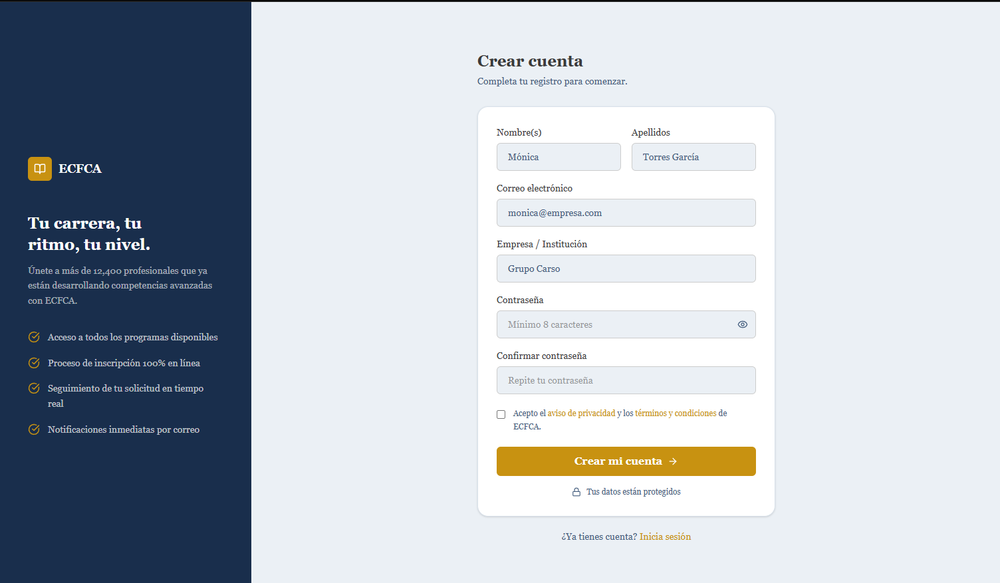 ECFCA
Tu carrera, tu
ritmo, tu nivel.
Únete a más de 12,400 profesionales que ya
están desarrollando competencias avanzadas
con ECFCA.
Acceso a todos los programas disponibles
Proceso de inscripción 100% en línea
Seguimiento de tu solicitud en tiempo
real
Notificaciones inmediatas por correo
Crear cuenta
Completa tu registro para comenzar.
Nombre(s)
Mónica
Apellidos
Torres García
Correo electrónico
monica@empresa.com
Empresa / Institución
Grupo Carso
Contraseña
Mínimo 8 caracteres
Confirmar contraseña
Repite tu contraseña
Acepto el aviso de privacidad y los términos y condiciones de
ECFCA.
Crear mi cuenta →
Tus datos están protegidos
¿Ya tienes cuenta? Inicia sesión